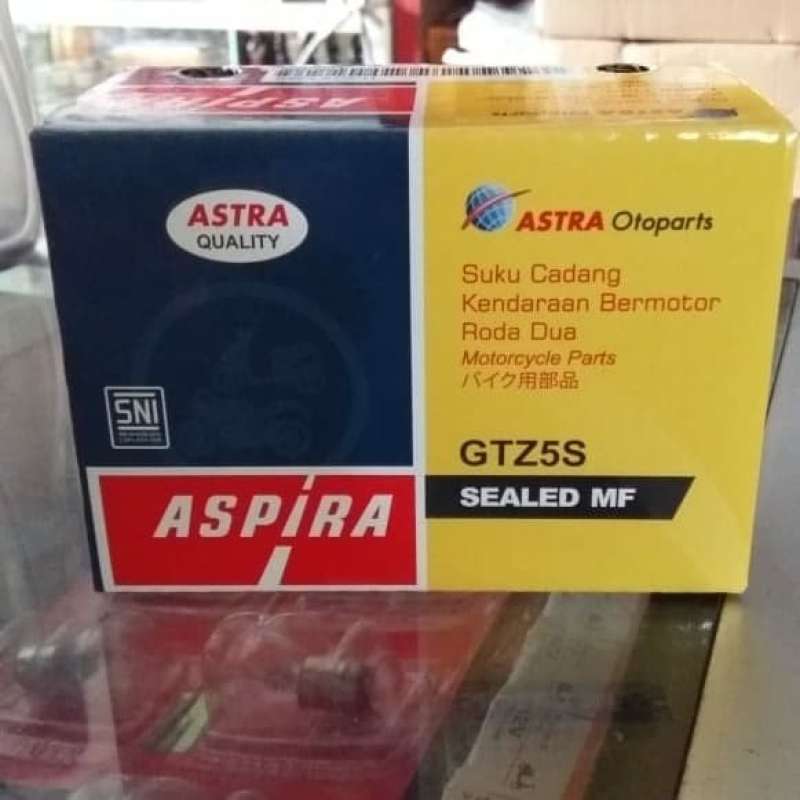 ASPIRA
ASTRA
QUALITY
ASTRA Otoparts
Suku Cadang
Kendaraan Bermotor
Roda Dua
Motorcycle Parts
バイク用部品
SNI
GTZ5S
SEALED MF
ASPIRA